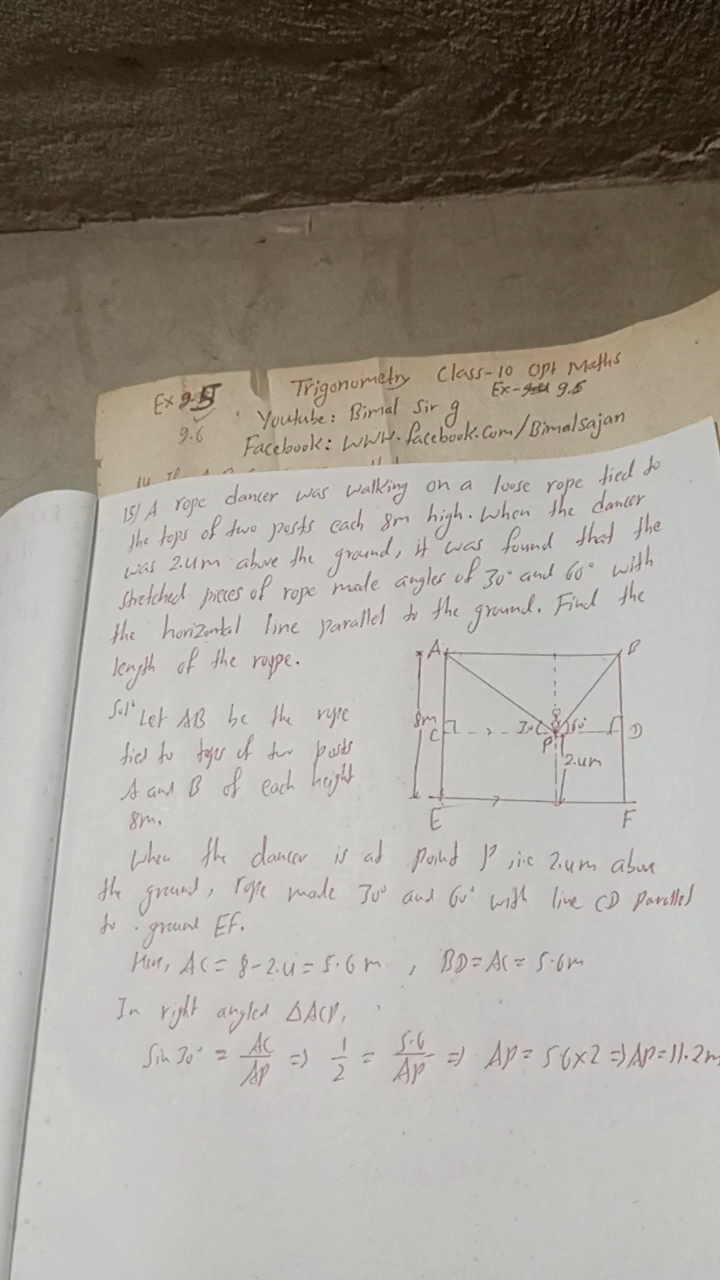 Ex 9.5
9.6
Trigonometry Class-10 Opt Maths
Ex-9.4 9.5
Youtube: Bimal Sir g
Facebook: www.facebook.com/Bimalsajan
15) A rope dancer was walking on a loose rope tied to
the tops of two posts each 8m high. When the dancer
was 2.4m above the ground, it was found that the
stretched pieces of rope made angles of 30° and 60° with
the horizontal line parallel to the ground. Find the
length of the rope.
A B
8m
C 30° 60° D
P
2.4m
E F
Solⁿ Let AB be the rope
tied to tops of two posts
A and B of each height
8m.
When the dancer is at point P, i.e 2.4m above
the ground, rope made 30° and 60° with line CD parallel
to ground EF.
Here, AC = 8-2.4 = 5.6m , BD = AC = 5.6m
In right angled ΔACP,
Sin 30° = AC/AP => 1/2 = 5.6/AP => AP = 5.6×2 => AP = 11.2m